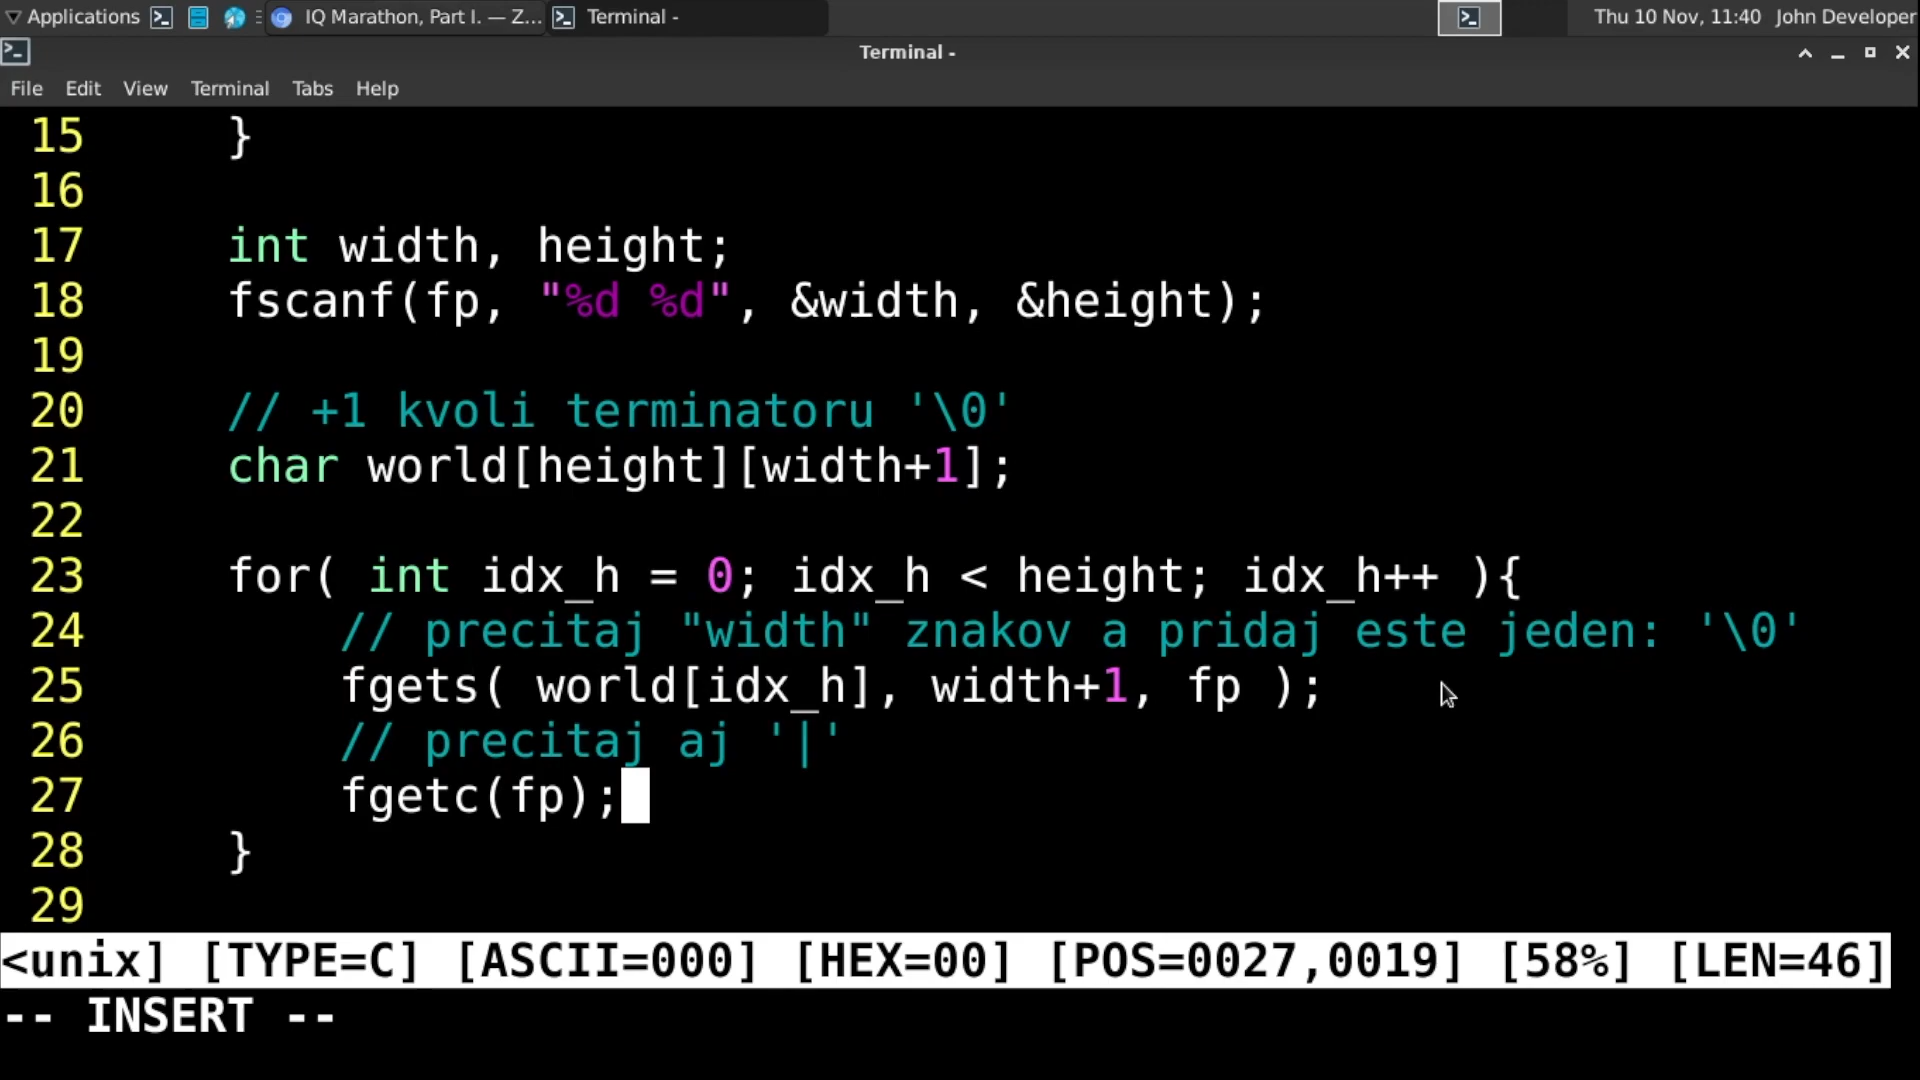 Applications IQ Marathon, Part I. — Z... Terminal - Thu 10 Nov, 11:40 John Developer
Terminal -
File Edit View Terminal Tabs Help
15 }
16
17 int width, height;
18 fscanf(fp, "%d %d", &width, &height);
19
20 // +1 kvoli terminatoru '\0'
21 char world[height][width+1];
22
23 for( int idx_h = 0; idx_h < height; idx_h++ ){
24 // precitaj "width" znakov a pridaj este jeden: '\0'
25 fgets( world[idx_h], width+1, fp );
26 // precitaj aj '|'
27 fgetc(fp);
28 }
29
<unix] [TYPE=C] [ASCII=000] [HEX=00] [POS=0027,0019] [58%] [LEN=46]
-- INSERT --